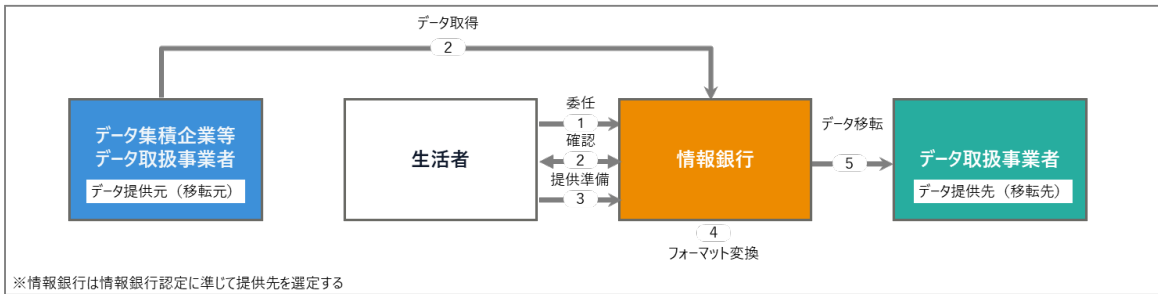 データ取得
2
データ集積企業等
データ取扱事業者
データ提供元（移転元）
生活者
委任
1
確認
2
提供準備
3
情報銀行
4
フォーマット変換
データ移転
5
データ取扱事業者
データ提供先（移転先）
※情報銀行は情報銀行認定に準じて提供先を選定する